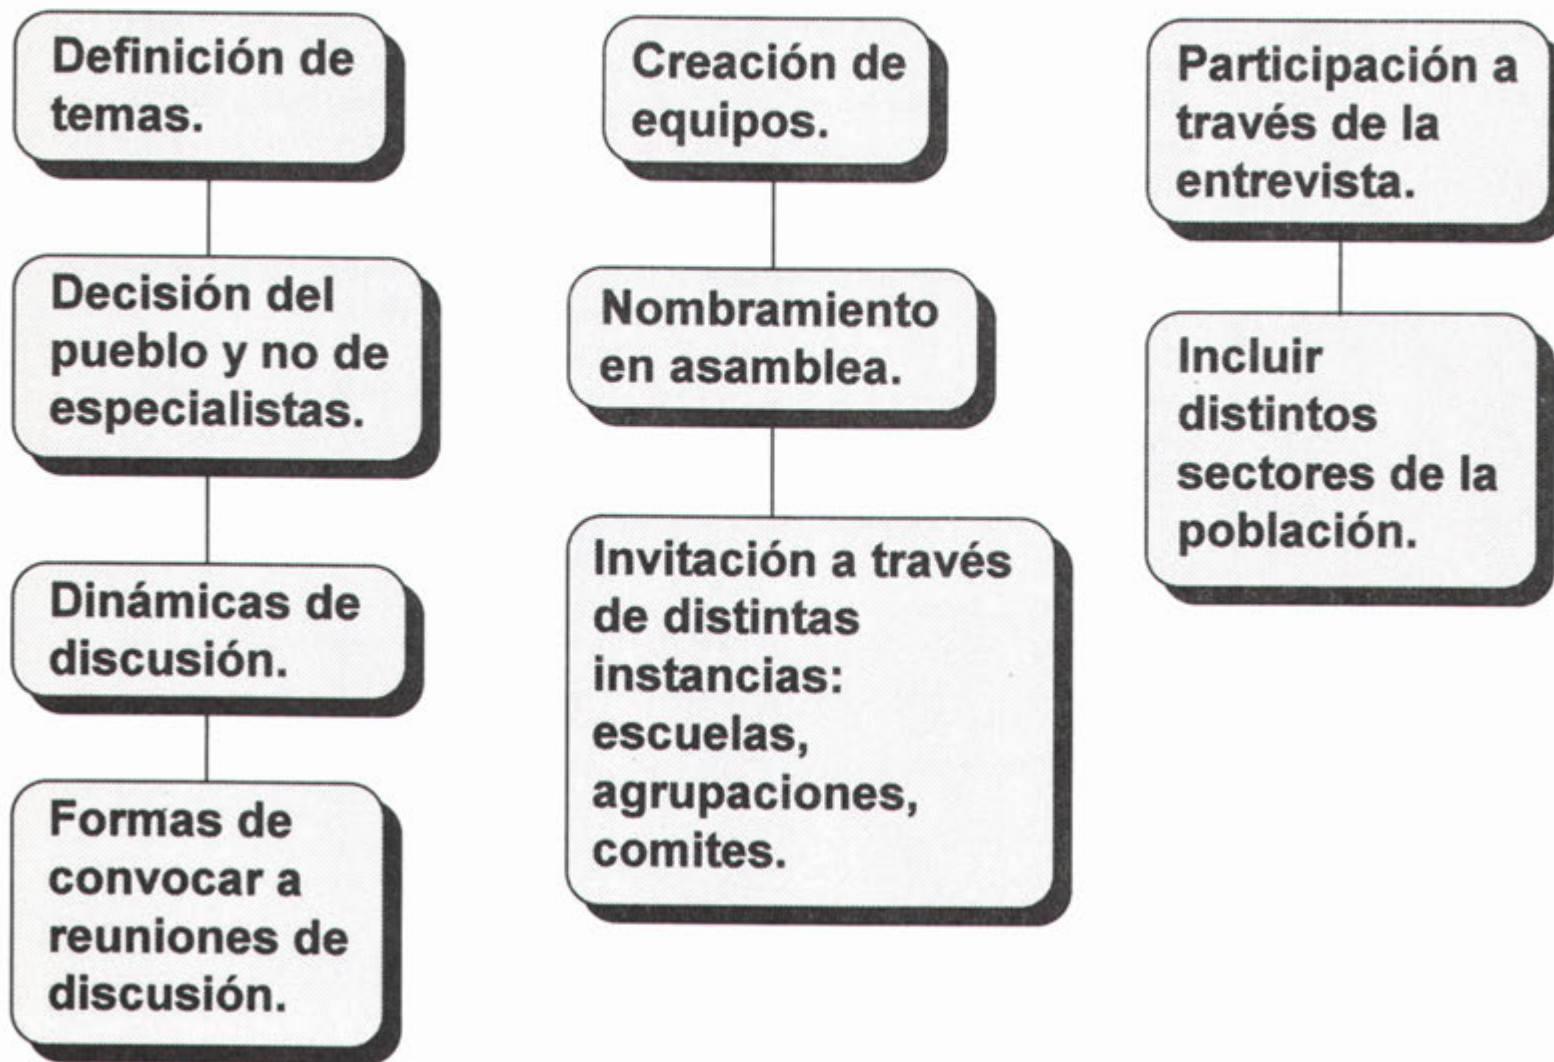 Definición de
temas.
Decisión del
pueblo y no de
especialistas.
Dinámicas de
discusión.
Formas de
convocar a
reuniones de
discusión.
Creación de
equipos.
Nombramiento
en asamblea.
Invitación a través
de distintas
instancias:
escuelas,
agrupaciones,
comites.
Participación a
través de la
entrevista.
Incluir
distintos
sectores de la
población.